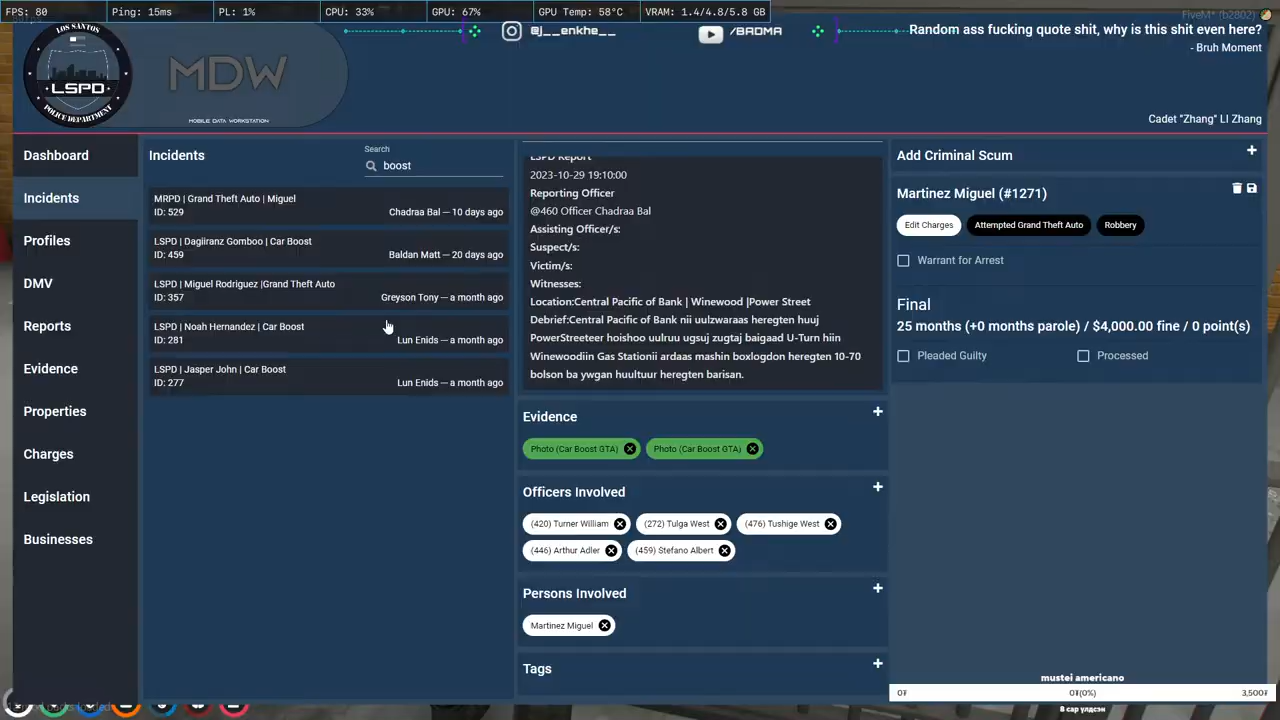 FPS: 80
Ping: 15ms
PL: 1%
CPU: 33%
GPU: 67%
GPU Temp: 58°C
VRAM: 1.4/4.8/5.8 GB
FiveM* (b2802)
@j__enkhe__
/BADMA
Random ass fucking quote shit, why is this shit even here?
- Bruh Moment
LOS SANTOS
LSPD
POLICE DEPARTMENT
MDW
MOBILE DATA WORKSTATION
Cadet "Zhang" LI Zhang
Dashboard
Incidents
Profiles
DMV
Reports
Evidence
Properties
Charges
Legislation
Businesses
Incidents
Search
boost
MRPD | Grand Theft Auto | Miguel
ID: 529
Chadraa Bal — 10 days ago
LSPD | Dagiiranz Gomboo | Car Boost
ID: 459
Baldan Matt — 20 days ago
LSPD | Miguel Rodriguez |Grand Theft Auto
ID: 357
Greyson Tony — a month ago
LSPD | Noah Hernandez | Car Boost
ID: 281
Lun Enids — a month ago
LSPD | Jasper John | Car Boost
ID: 277
Lun Enids — a month ago
LSPD Report
2023-10-29 19:10:00
Reporting Officer
@460 Officer Chadraa Bal
Assisting Officer/s:
Suspect/s:
Victim/s:
Witnesses:
Location:Central Pacific of Bank | Winewood |Power Street
Debrief:Central Pacific of Bank nii uulzwaraas heregten huuj
PowerStreeter hoishoo uulruu ugsuj zugtaj baigaad U-Turn hiin
Winewoodiin Gas Stationii ardaas mashin boxlogdon heregten 10-70
bolson ba ywgan huultuur heregten barisan.
Evidence
Photo (Car Boost GTA)
Photo (Car Boost GTA)
Officers Involved
(420) Turner William
(272) Tulga West
(476) Tushige West
(446) Arthur Adler
(459) Stefano Albert
Persons Involved
Martinez Miguel
Tags
Add Criminal Scum
Martinez Miguel (#1271)
Edit Charges
Attempted Grand Theft Auto
Robbery
Warrant for Arrest
Final
25 months (+0 months parole) / $4,000.00 fine / 0 point(s)
Pleaded Guilty
Processed
mustei americano
0₮
0₮(0%)
3,500₮
8 сар үлдсэн